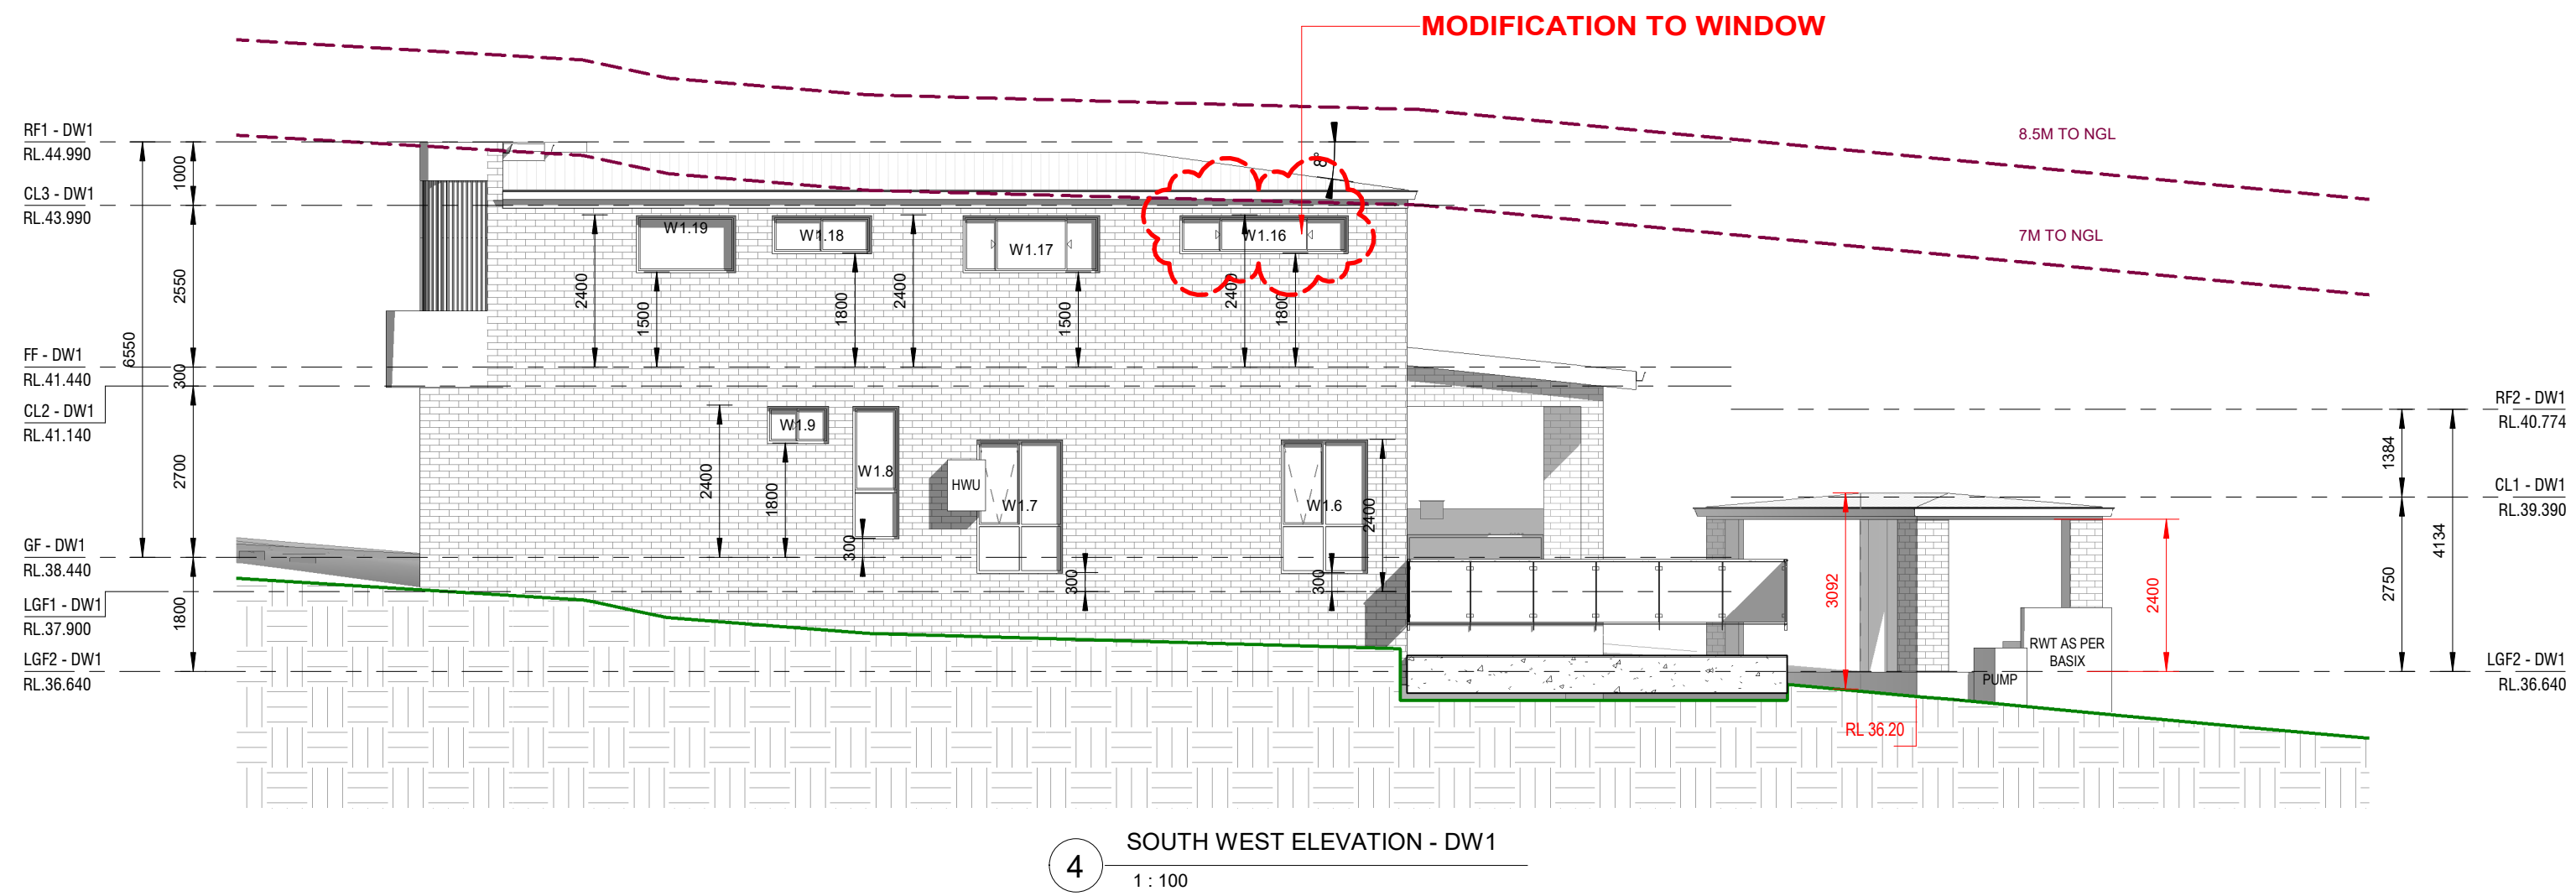 MODIFICATION TO WINDOW
8.5M TO NGL
7M TO NGL
RF1 - DW1
RL.44.990
CL3 - DW1
RL.43.990
FF - DW1
RL.41.440
CL2 - DW1
RL.41.140
GF - DW1
RL.38.440
LGF1 - DW1
RL.37.900
LGF2 - DW1
RL.36.640
6550
1000
2550
300
2700
1800
8°
W1.19
W1.18
W1.17
W1.16
2400
1500
1800
2400
1500
2400
1800
W1.9
W1.8
HWU
W1.7
W1.6
2400
1800
300
300
300
2400
3092
2400
RL 36.20
RWT AS PER
BASIX
PUMP
RF2 - DW1
RL.40.774
CL1 - DW1
RL.39.390
LGF2 - DW1
RL.36.640
1384
2750
4134
4
SOUTH WEST ELEVATION - DW1
1 : 100